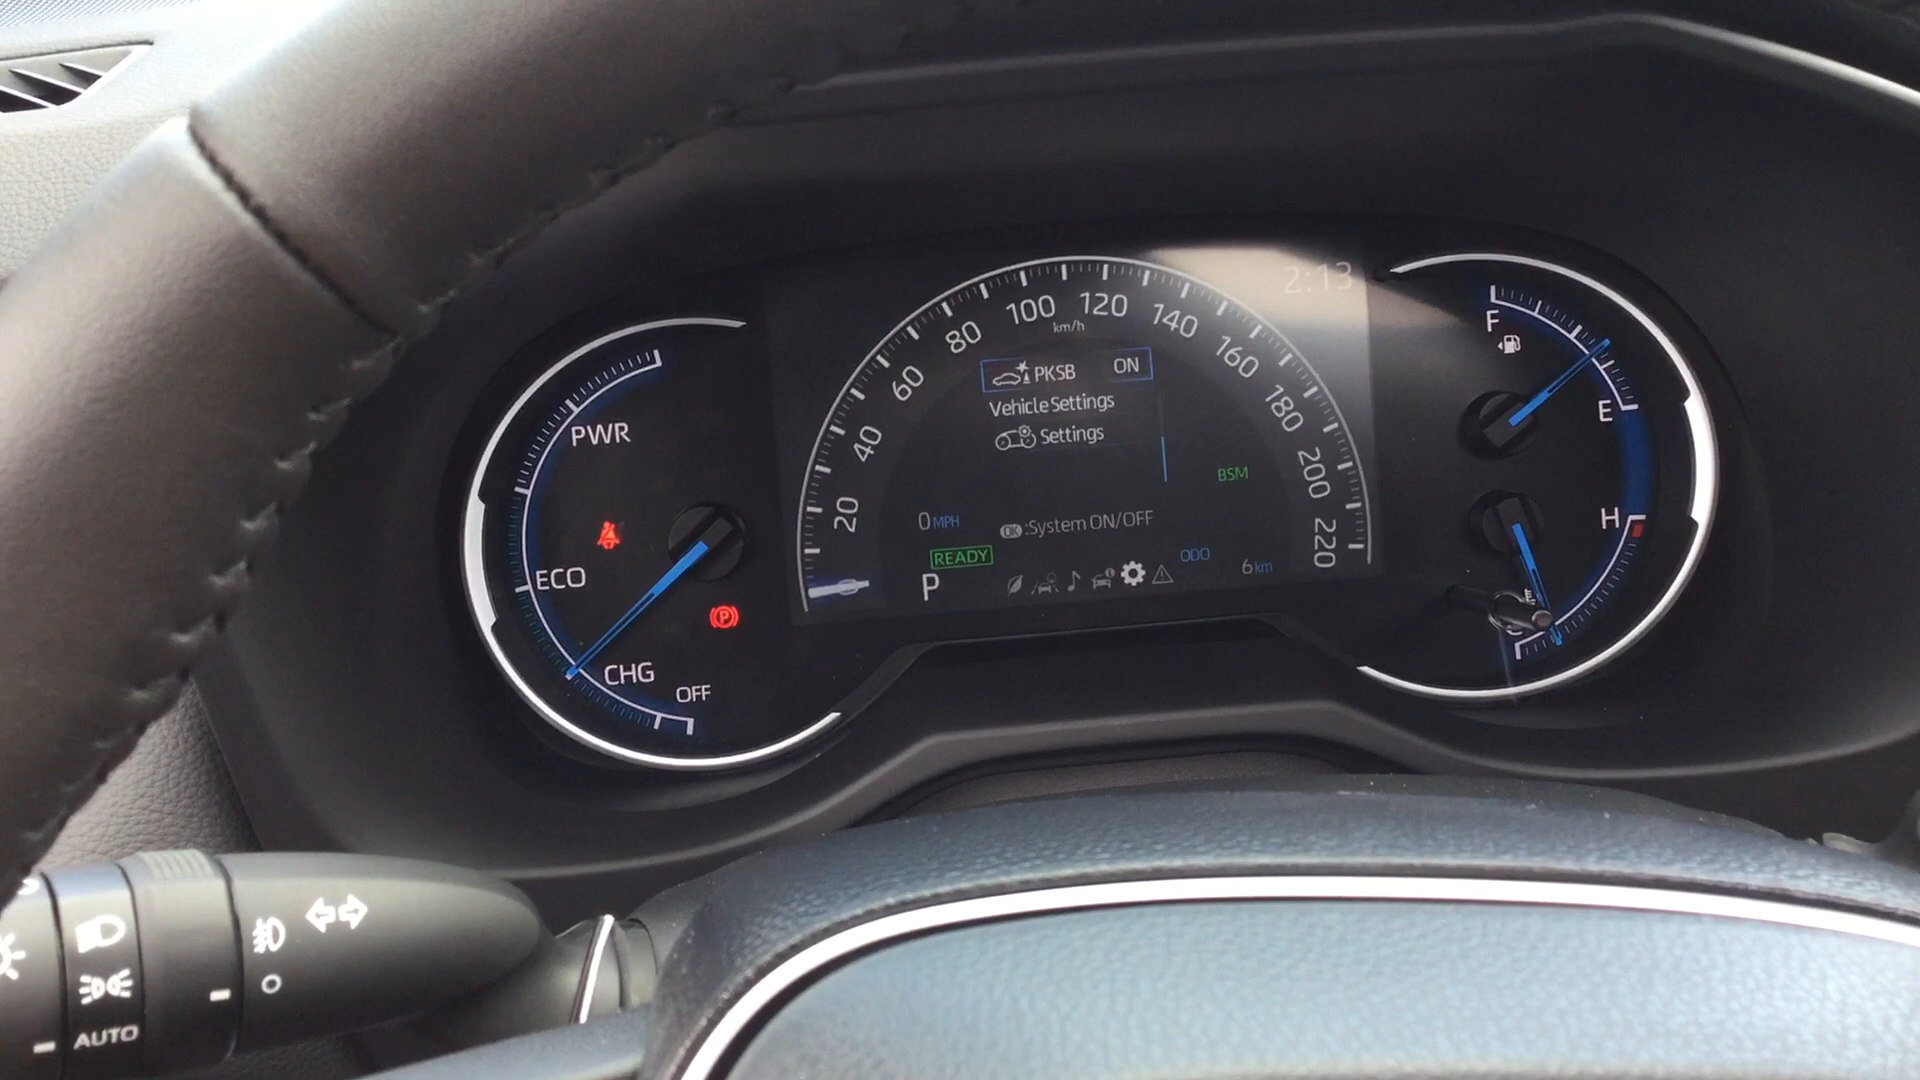 PWR
ECO
CHG
OFF
20
40
60
80
100
120
140
160
180
200
220
km/h
2:13
PKSB ON
Vehicle Settings
Settings
BSM
0 MPH
OK :System ON/OFF
READY
P
ODO
6 km
F
E
H
AUTO